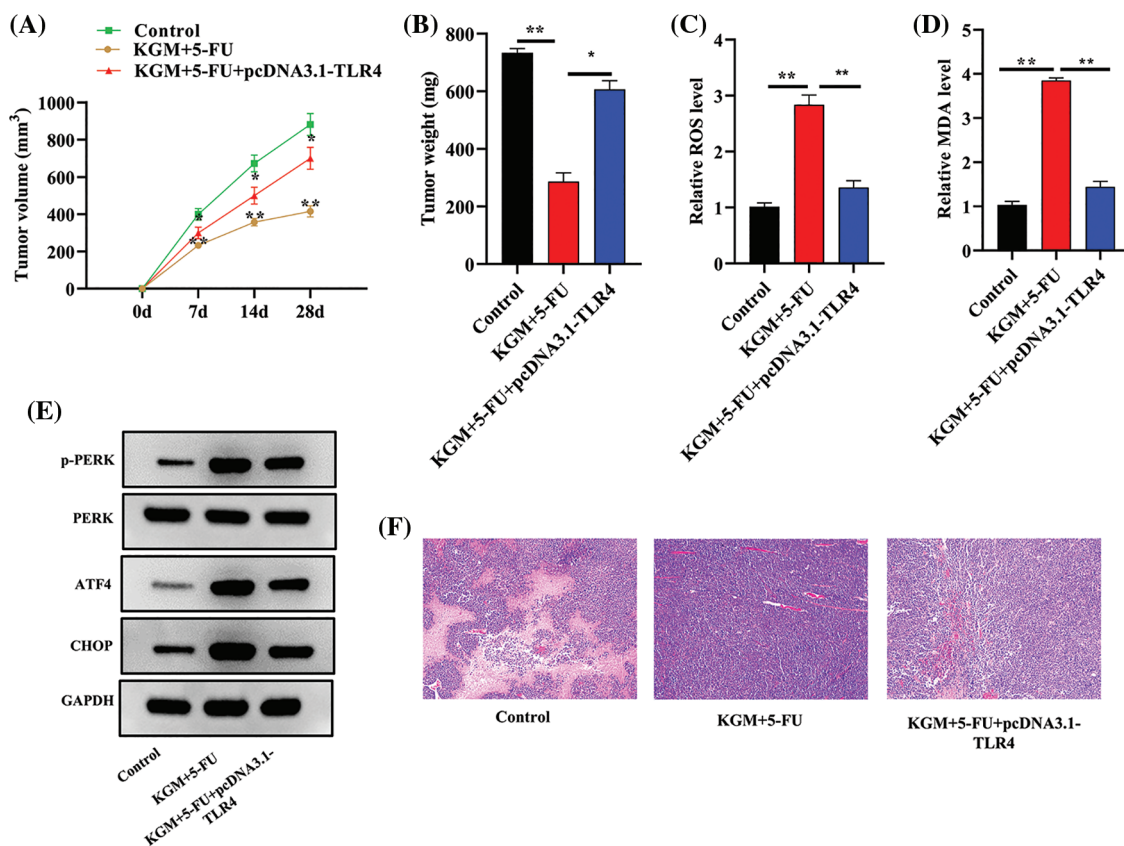 (A)
Control
KGM+5-FU
KGM+5-FU+pcDNA3.1-TLR4
Tumor volume (mm3)
1000
800
600
400
200
0
0d
7d
14d
28d
*
**
*
**
*
**
(B)
Tumor weight (mg)
800
600
400
200
0
**
*
Control
KGM+5-FU
KGM+5-FU+pcDNA3.1-TLR4
(C)
Relative ROS level
4
3
2
1
0
**
**
Control
KGM+5-FU
KGM+5-FU+pcDNA3.1-TLR4
(D)
Relative MDA level
5
4
3
2
1
0
**
**
Control
KGM+5-FU
KGM+5-FU+pcDNA3.1-TLR4
(E)
p-PERK
PERK
ATF4
CHOP
GAPDH
Control
KGM+5-FU
KGM+5-FU+pcDNA3.1-
TLR4
(F)
Control
KGM+5-FU
KGM+5-FU+pcDNA3.1-
TLR4